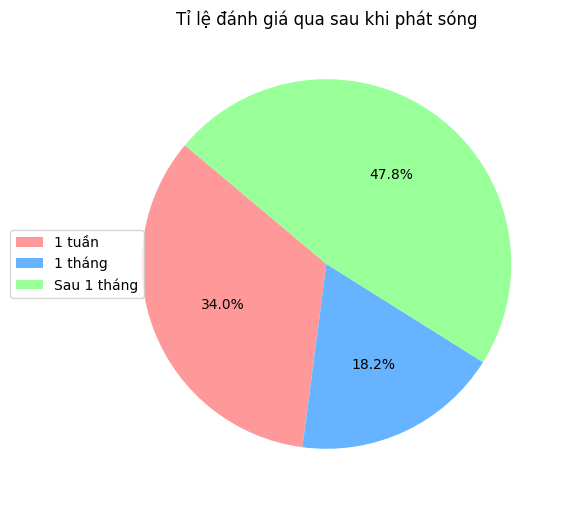 Tỉ lệ đánh giá qua sau khi phát sóng
47.8%
1 tuần
1 tháng
Sau 1 tháng
34.0%
18.2%